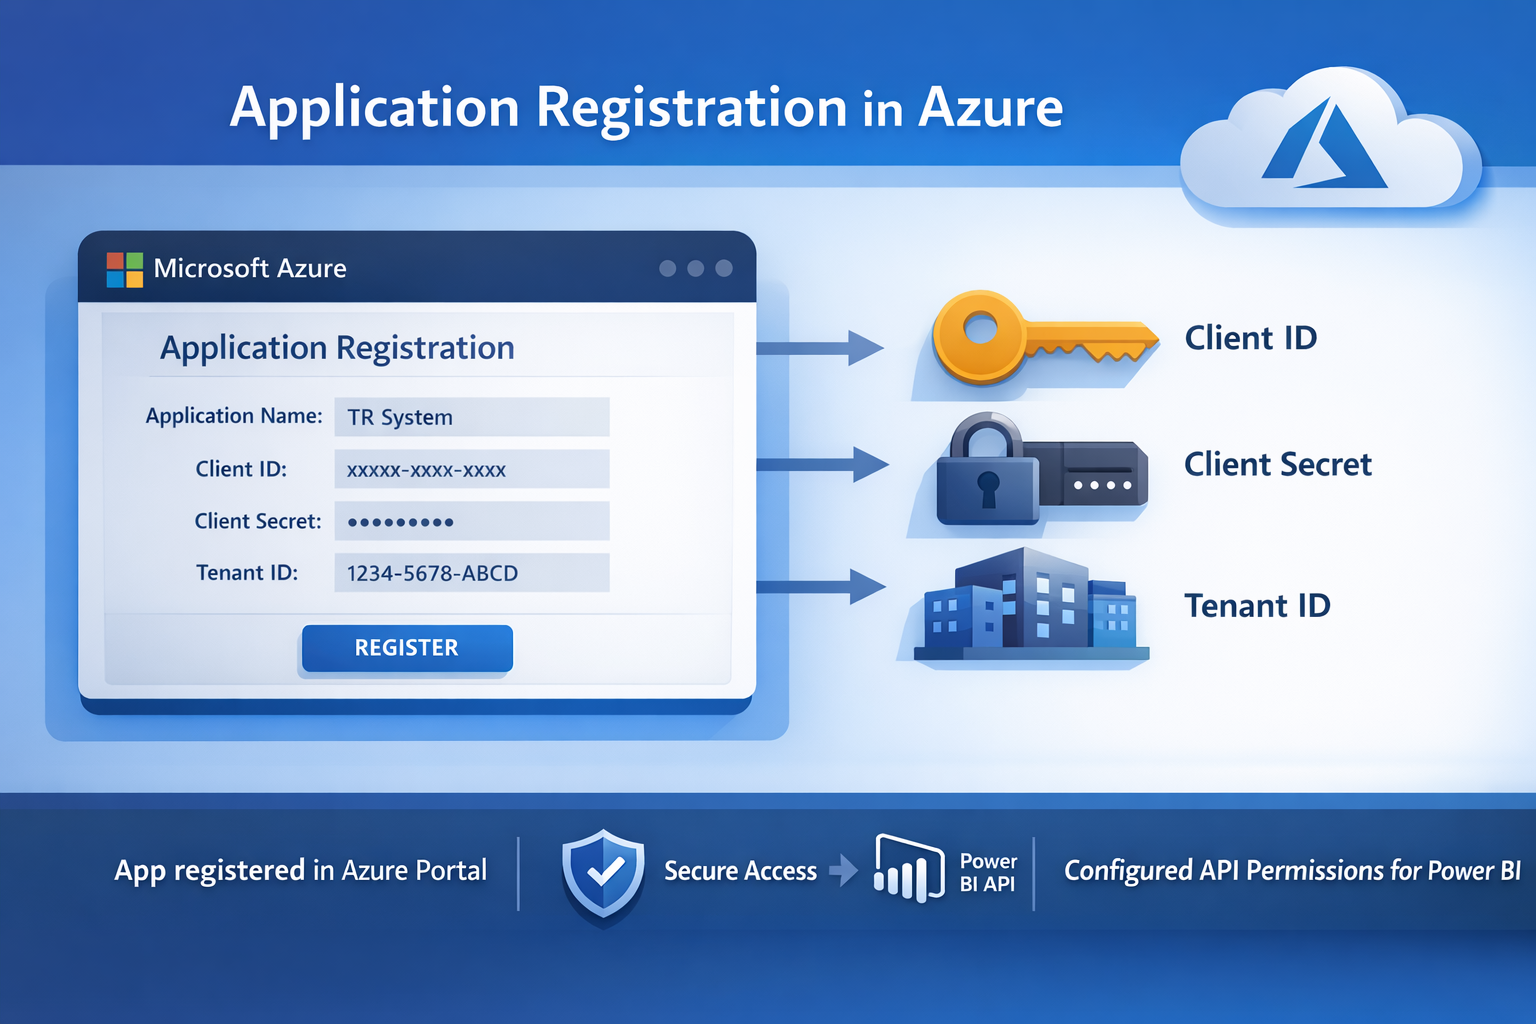 Application Registration in Azure
Microsoft Azure
Application Registration
Application Name: TR System
Client ID: xxxxx-xxxx-xxxx
Client Secret: •••••••••
Tenant ID: 1234-5678-ABCD
REGISTER
Client ID
Client Secret
Tenant ID
App registered in Azure Portal
Secure Access
Power
BI API
Configured API Permissions for Power BI